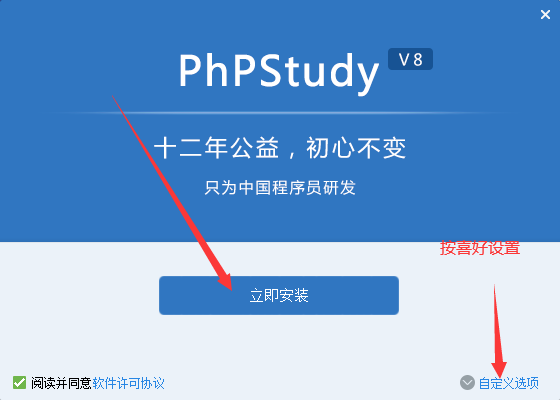 PhPStudy V8
十二年公益，初心不变
只为中国程序员研发
按喜好设置
立即安装
阅读并同意软件许可协议 自定义选项